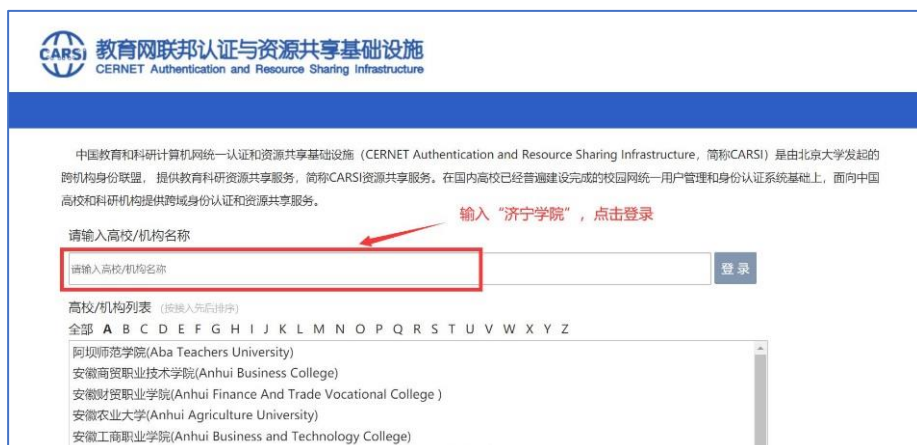 CARSI
教育网联邦认证与资源共享基础设施
CERNET Authentication and Resource Sharing Infrastructure
中国教育和科研计算机网统一认证和资源共享基础设施（CERNET Authentication and Resource Sharing Infrastructure，简称CARSI）是由北京大学发起的
跨机构身份联盟， 提供教育科研资源共享服务，简称CARSI资源共享服务。在国内高校已经普遍建设完成的校园网统一用户管理和身份认证系统基础上，面向中国
高校和科研机构提供跨域身份认证和资源共享服务。
输入“济宁学院”，点击登录
请输入高校/机构名称
请输入高校/机构名称
登 录
高校/机构列表 (按接入先后排序)
全部 A B C D E F G H I J K L M N O P Q R S T U V W X Y Z
阿坝师范学院(Aba Teachers University)
安徽商贸职业技术学院(Anhui Business College)
安徽财贸职业学院(Anhui Finance And Trade Vocational College )
安徽农业大学(Anhui Agriculture University)
安徽工商职业学院(Anhui Business and Technology College)